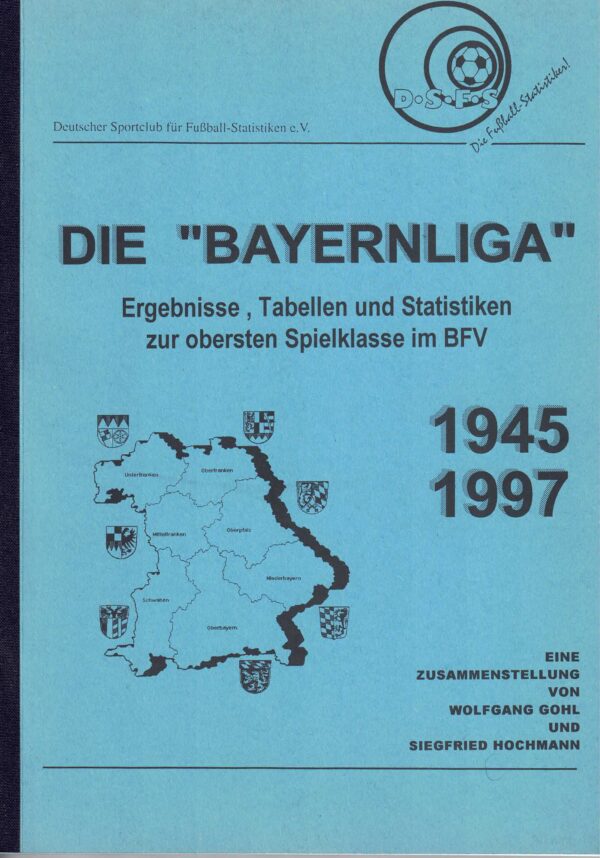 D·S·F·S
Die Fußball-Statistiker!
Deutscher Sportclub für Fußball-Statistiken e.V.
DIE "BAYERNLIGA"
Ergebnisse , Tabellen und Statistiken
zur obersten Spielklasse im BFV
1945
1997
Unterfranken
Oberfranken
Mittelfranken
Oberpfalz
Niederbayern
Schwaben
Oberbayern
EINE
ZUSAMMENSTELLUNG
VON
WOLFGANG GOHL
UND
SIEGFRIED HOCHMANN